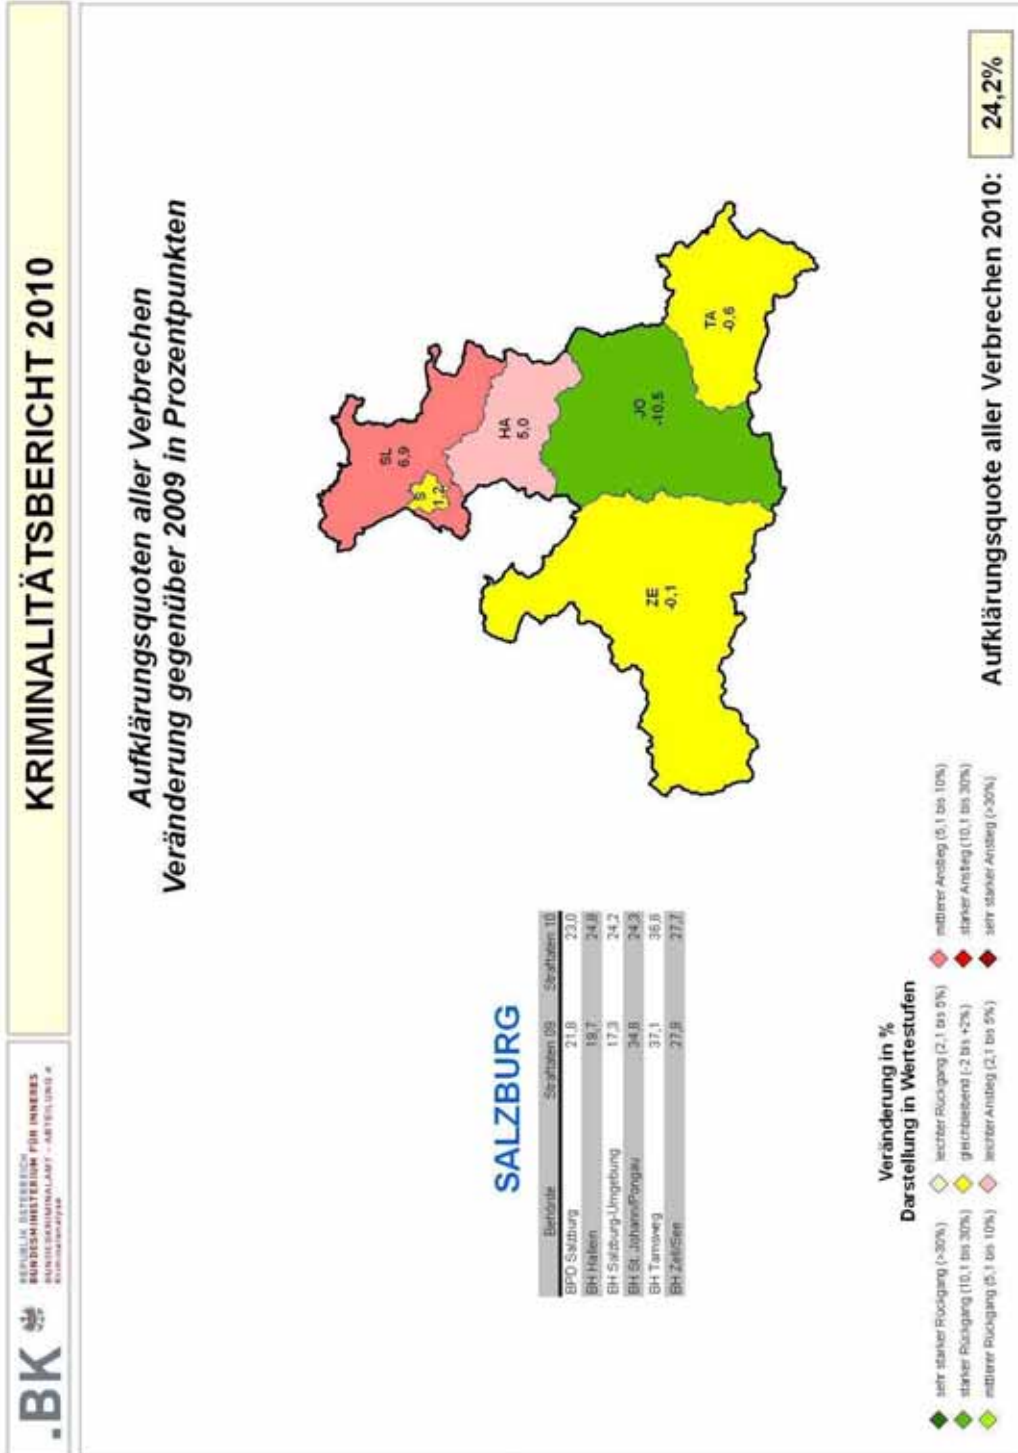 .BK
REPUBLIK ÖSTERREICH
BUNDESMINISTERIUM FÜR INNERES
BUNDESKRIMINALAMT - ABTEILUNG 4
Kriminalanalyse
KRIMINALITÄTSBERICHT 2010
Aufklärungsquoten aller Verbrechen
Veränderung gegenüber 2009 in Prozentpunkten
SALZBURG
Behörde Straftaten 09 Straftaten 10
BPD Salzburg 21,8 23,0
BH Hallein 19,7 24,8
BH Salzburg-Umgebung 17,3 24,2
BH St. Johann/Pongau 34,8 24,3
BH Tamsweg 37,1 36,6
BH Zell/See 27,8 27,7
SL
6,9
S
1,2
HA
5,0
JO
-10,5
TA
-0,6
ZE
-0,1
Veränderung in %
Darstellung in Wertestufen
sehr starker Rückgang (>30%) leichter Rückgang (2,1 bis 5%) mittlerer Anstieg (5,1 bis 10%)
starker Rückgang (10,1 bis 30%) gleichbleibend (-2 bis +2%) starker Anstieg (10,1 bis 30%)
mittlerer Rückgang (5,1 bis 10%) leichter Anstieg (2,1 bis 5%) sehr starker Anstieg (>30%)
Aufklärungsquote aller Verbrechen 2010: 24,2%